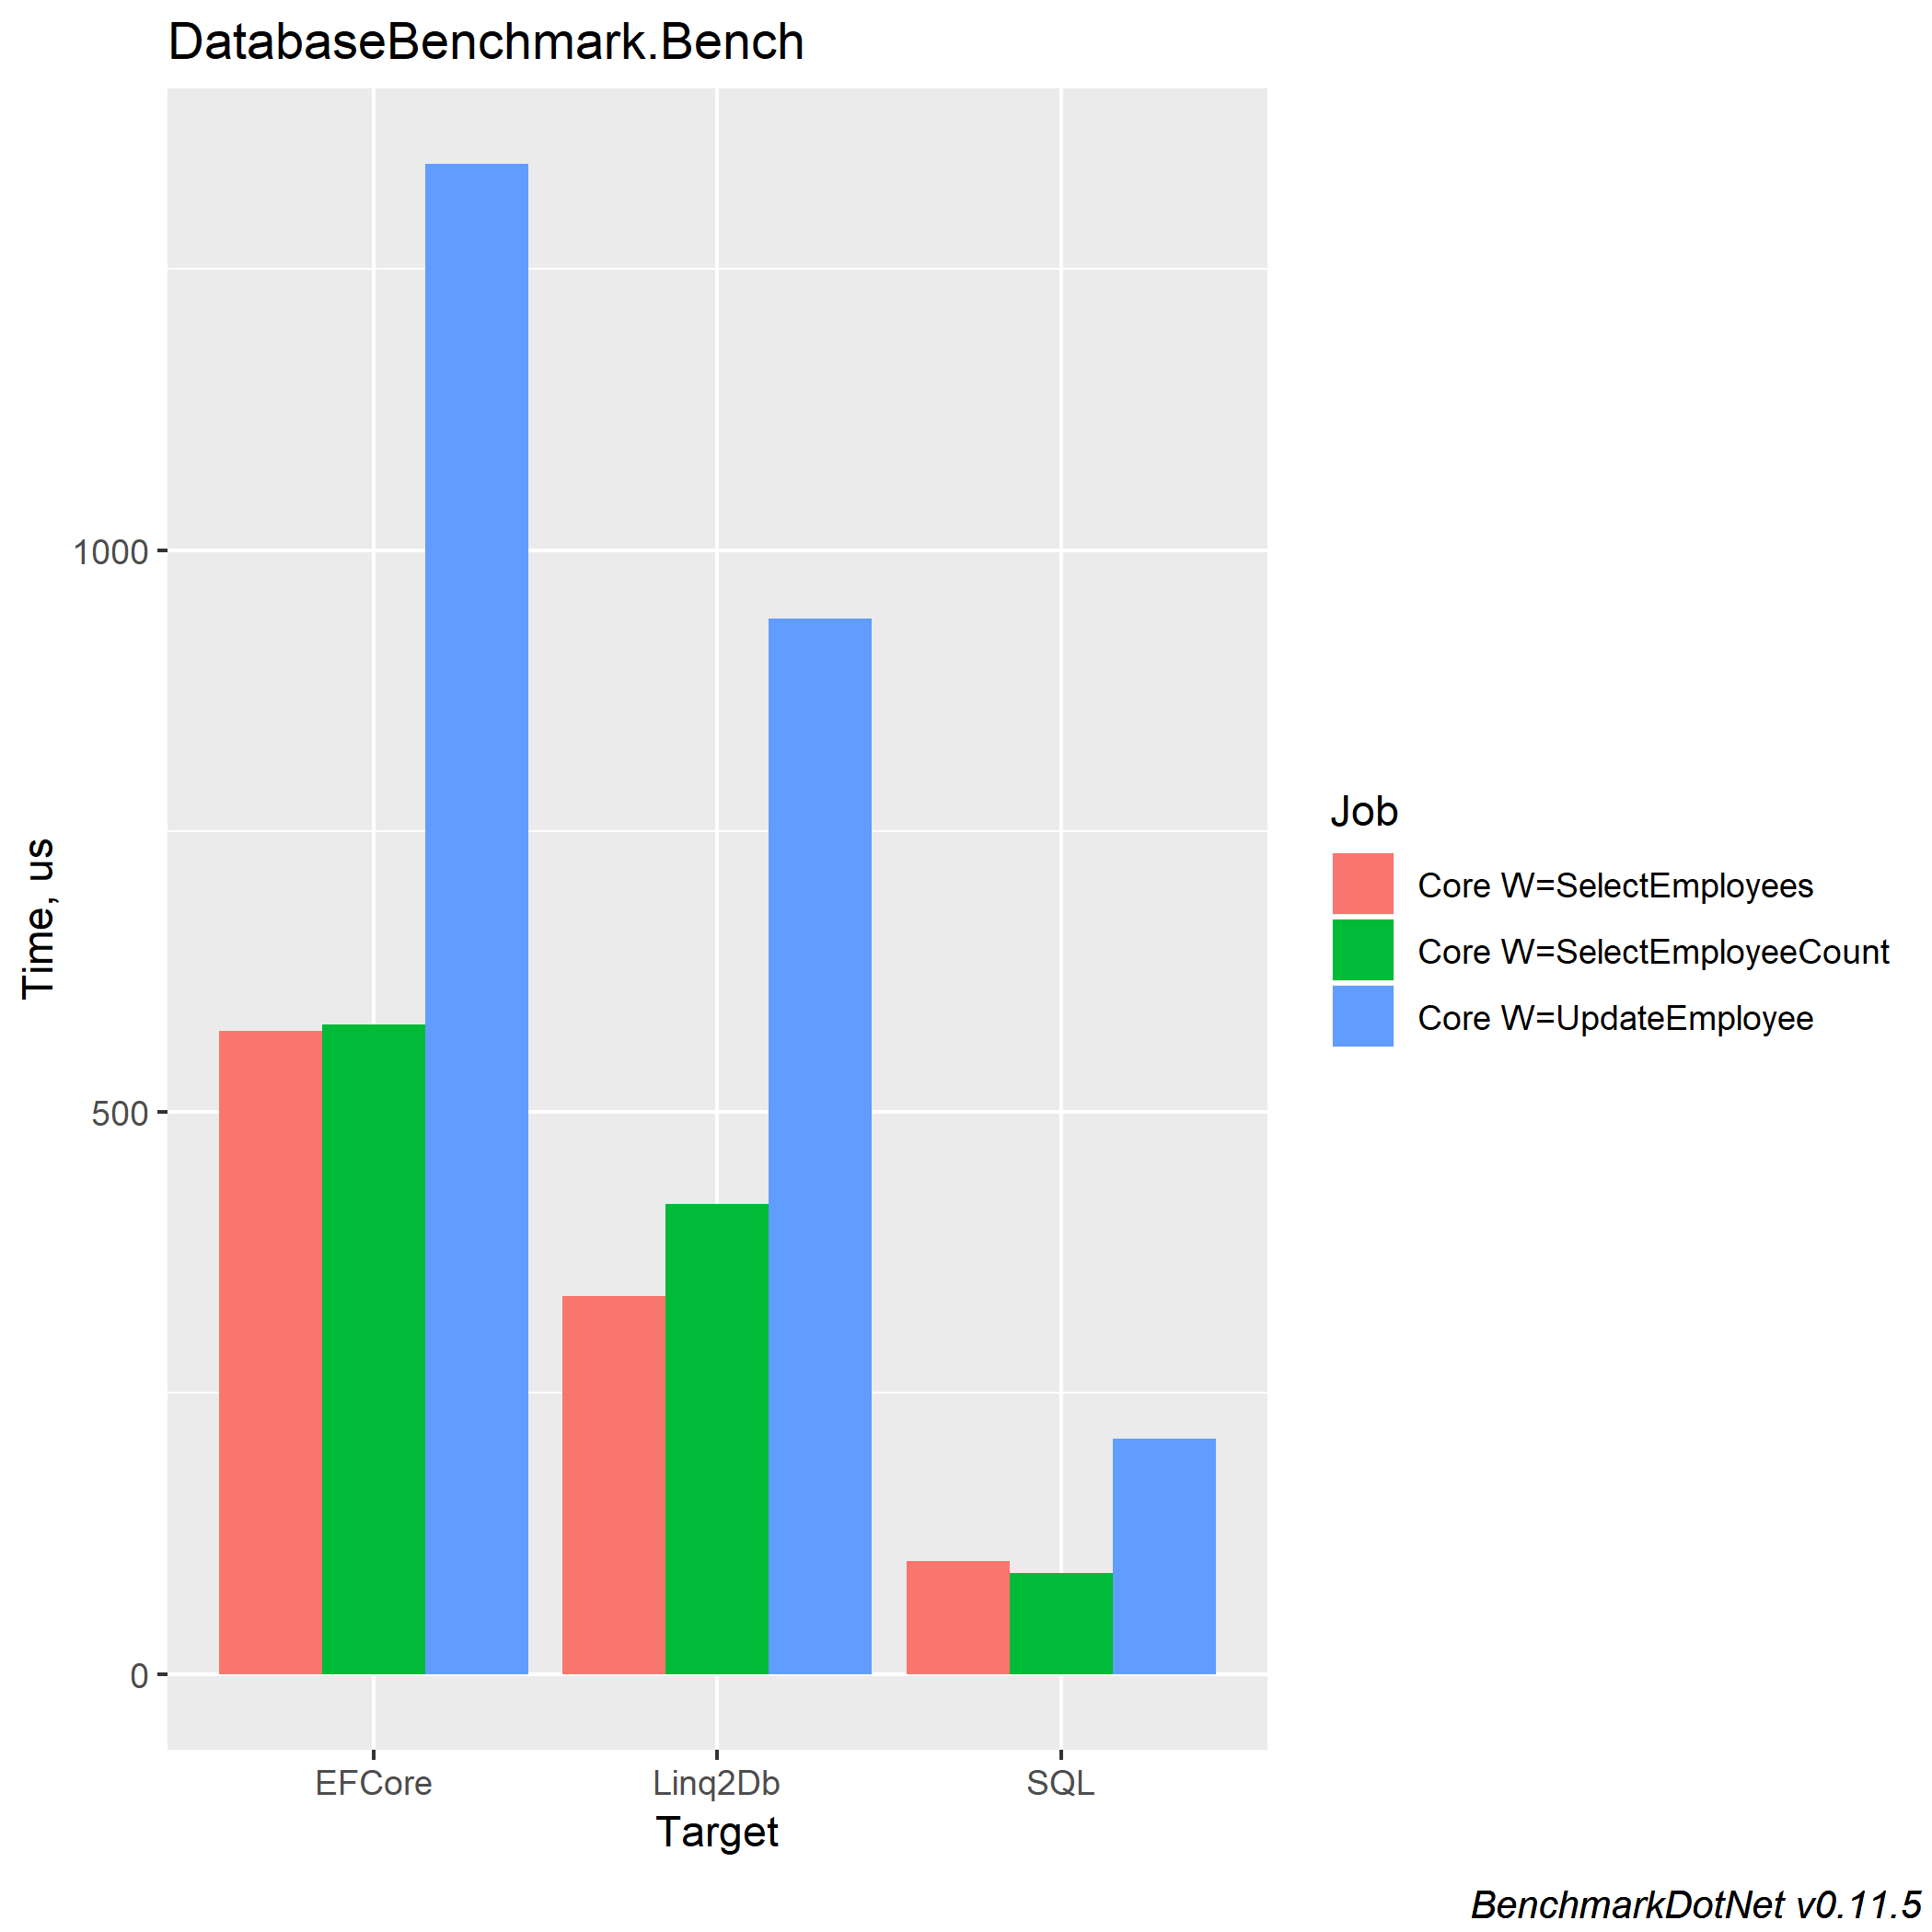 DatabaseBenchmark.Bench
Time, us
1000
500
0
EFCore Linq2Db SQL
Target
Job
Core W=SelectEmployees
Core W=SelectEmployeeCount
Core W=UpdateEmployee
BenchmarkDotNet v0.11.5